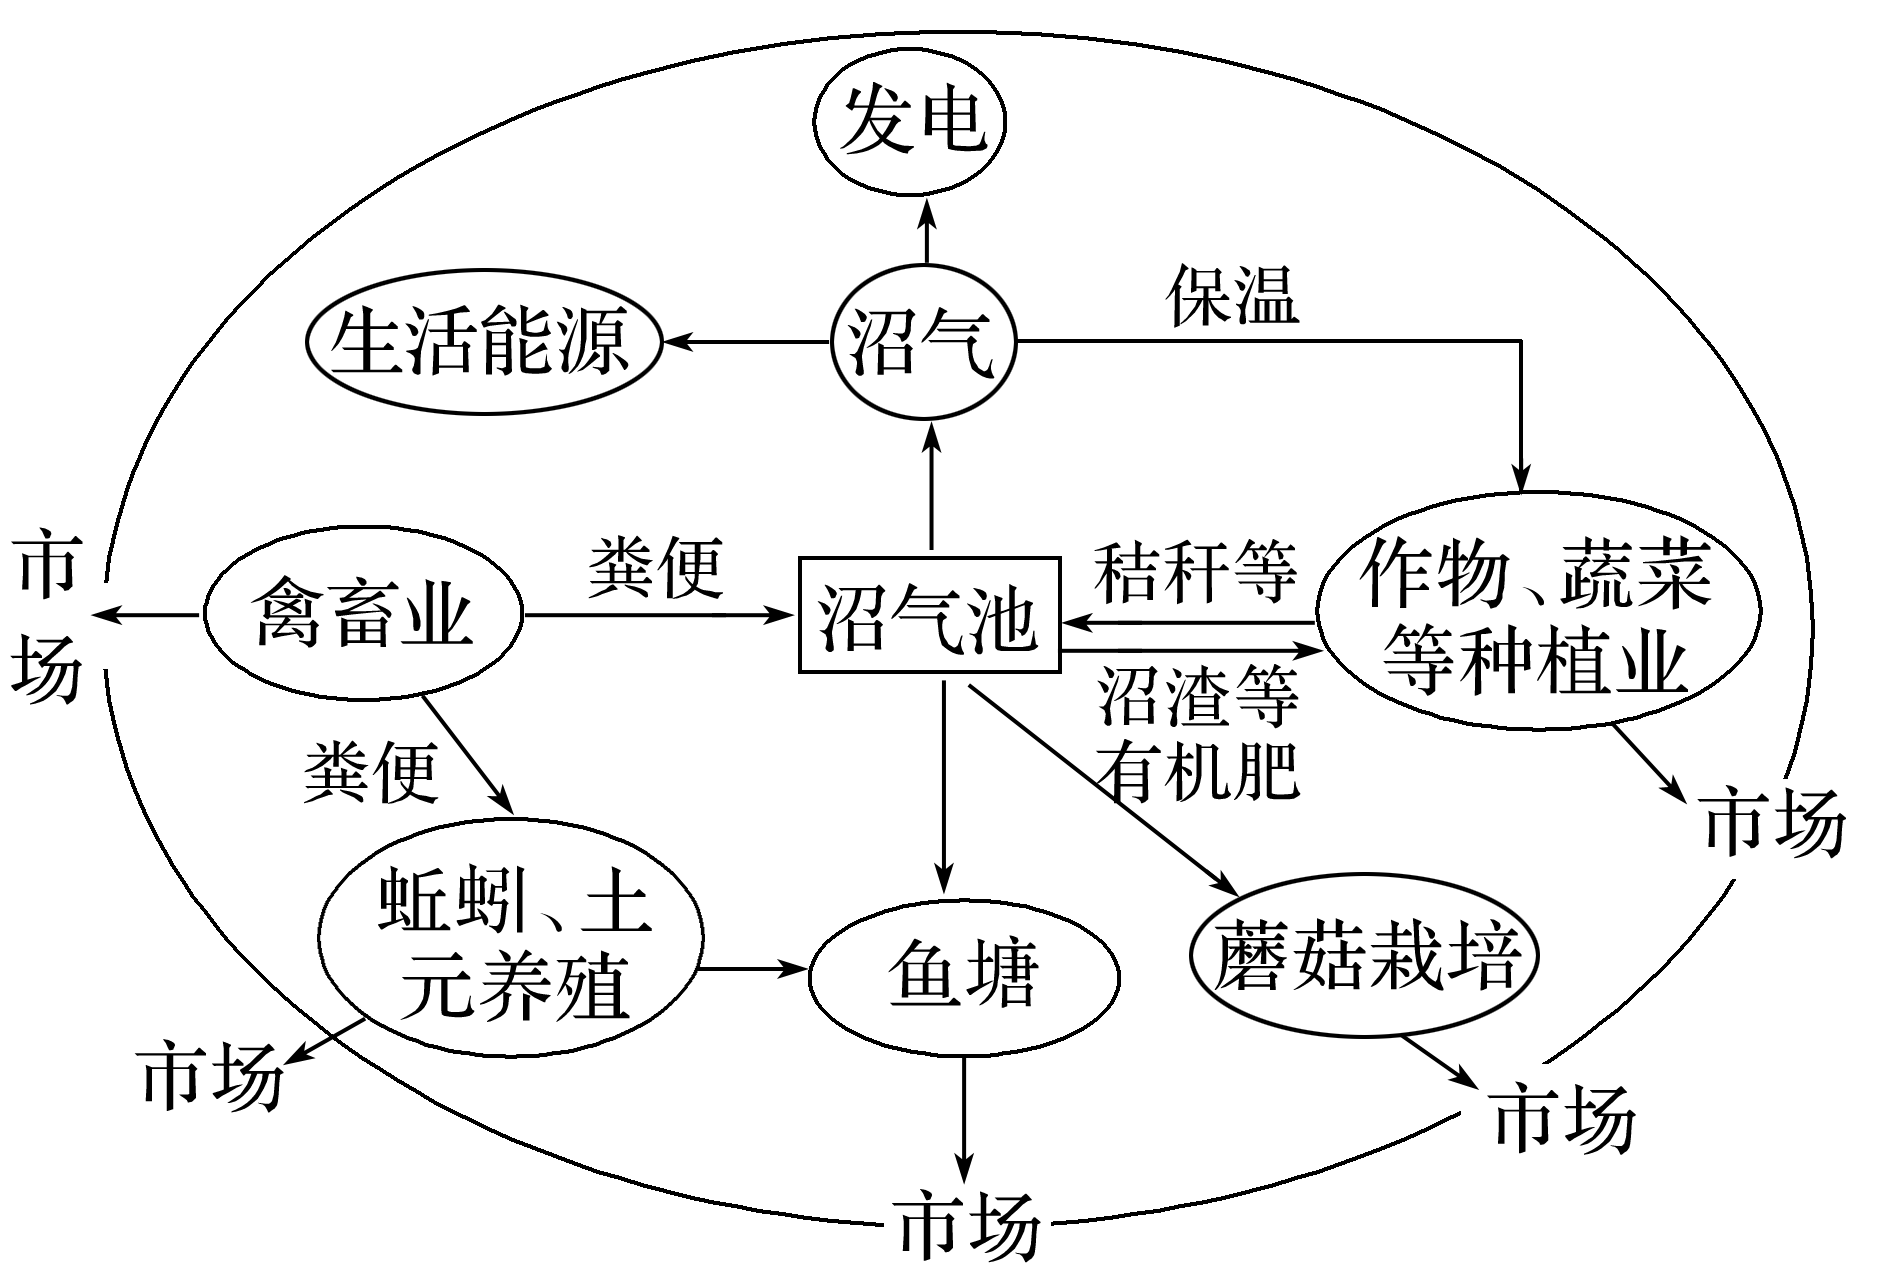 发电
保温
生活能源
沼气
市
场
禽畜业
粪便
沼气池
秸秆等
作物、蔬菜
等种植业
沼渣等
有机肥
粪便
市场
蚯蚓、土
元养殖
鱼塘
蘑菇栽培
市场
市场
市场